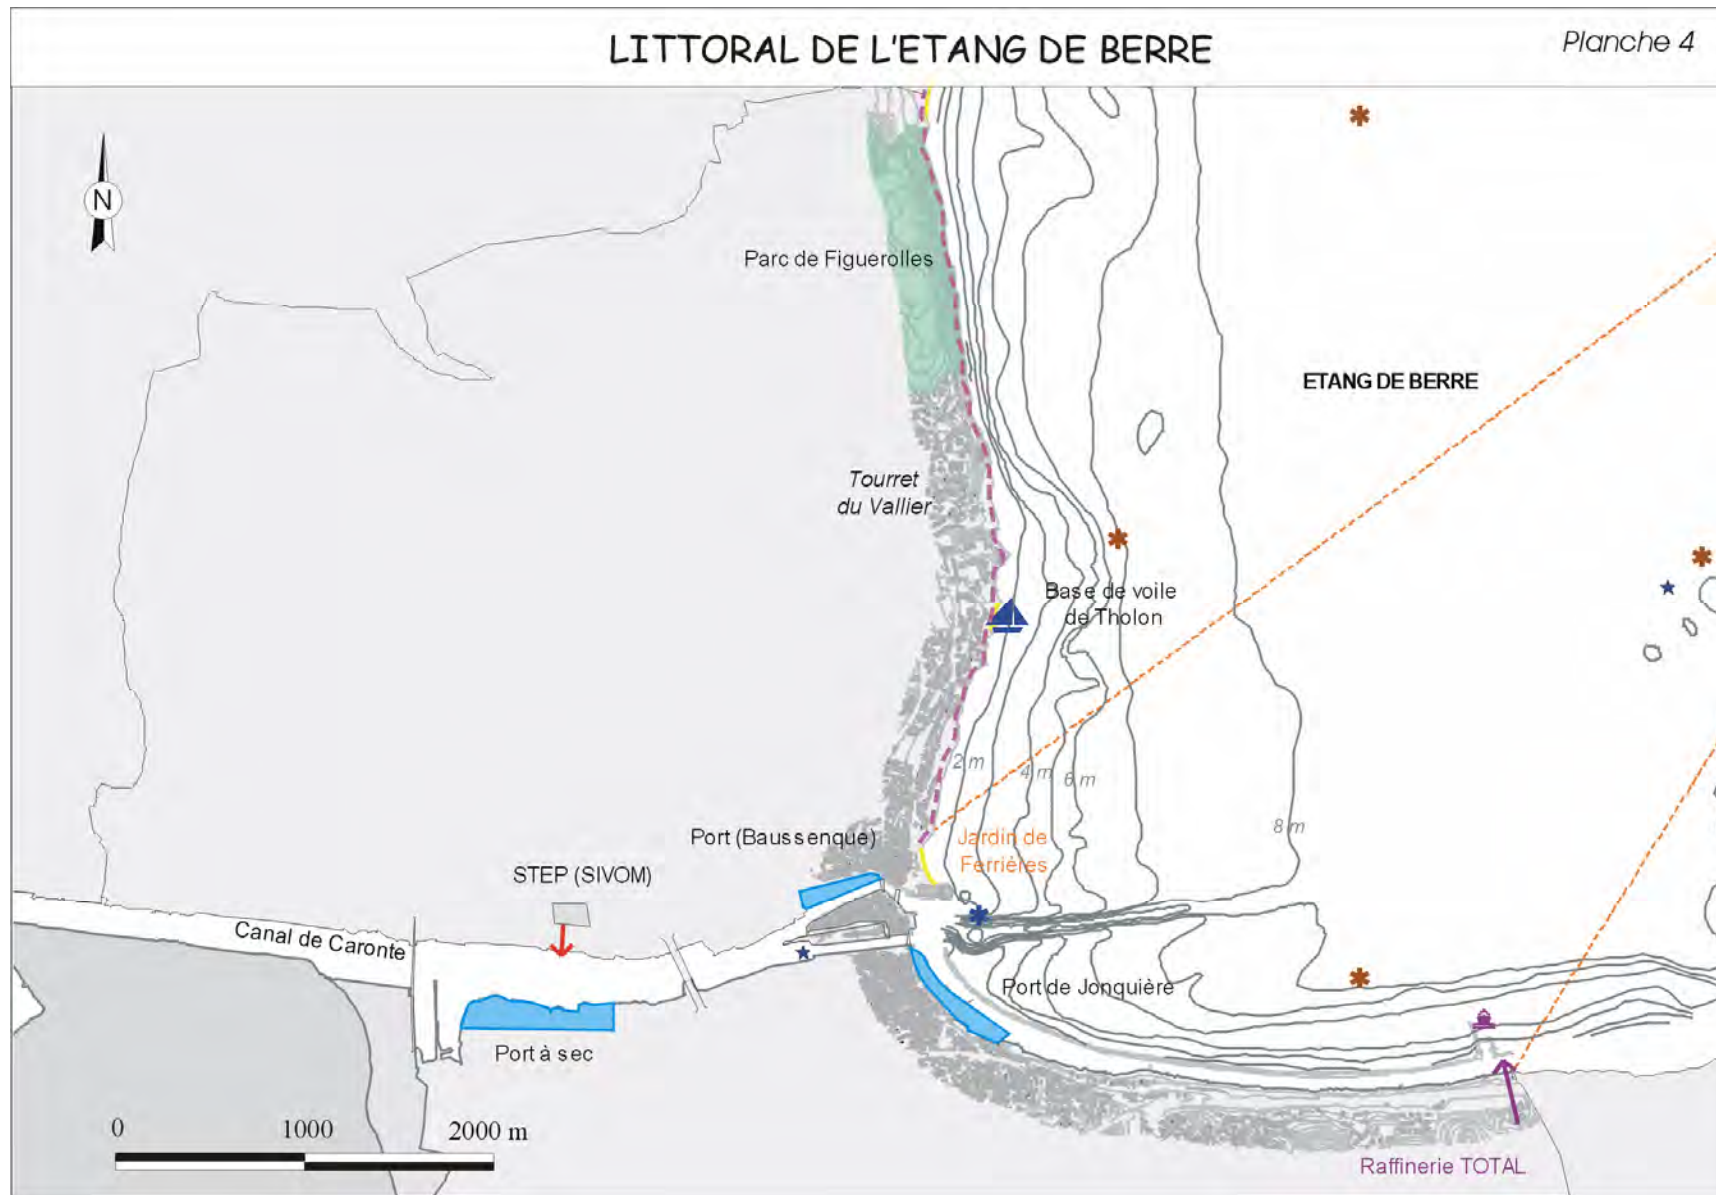 LITTORAL DE L'ETANG DE BERRE
Planche 4
N
Parc de Figuerolles
ETANG DE BERRE
Tourret
du Vallier
Base de voile
de Tholon
2 m
4 m
6 m
8 m
Port (Baussenque)
Jardin de
Ferrières
STEP (SIVOM)
Canal de Caronte
Port de Jonquière
Port à sec
0 1000 2000 m
Raffinerie TOTAL